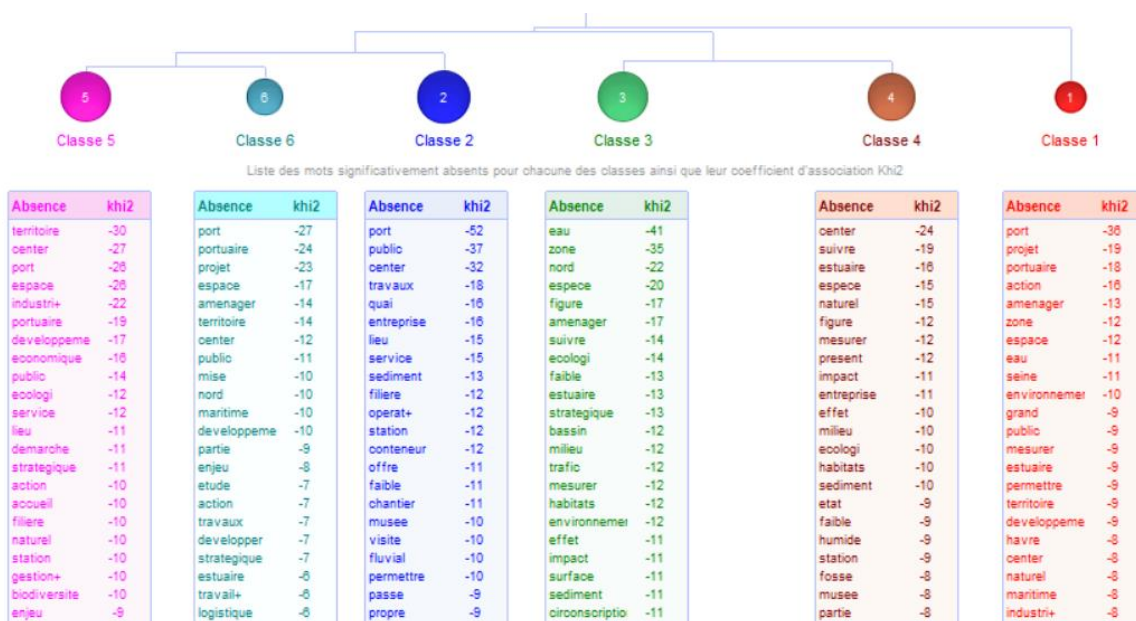 5 6 2 3 4 1
Classe 5 Classe 6 Classe 2 Classe 3 Classe 4 Classe 1
Liste des mots significativement absents pour chacune des classes ainsi que leur coefficient d'association Khi2
Absence khi2 Absence khi2 Absence khi2 Absence khi2 Absence khi2 Absence khi2
territoire -30 port -27 port -52 eau -41 center -24 port -36
center -27 portuaire -24 public -37 zone -35 suivre -19 projet -19
port -26 projet -23 center -32 nord -22 estuaire -16 portuaire -18
espace -26 espace -17 travaux -18 espece -20 espece -15 action -16
industri+ -22 amenager -14 quai -16 figure -17 naturel -15 amenager -13
portuaire -19 territoire -14 entreprise -16 amenager -17 figure -12 zone -12
developpeme -17 center -12 lieu -15 suivre -14 mesurer -12 espace -12
economique -16 public -11 service -15 ecologi -14 present -12 eau -11
public -14 mise -10 sediment -13 faible -13 impact -11 seine -11
ecologi -12 nord -10 filiere -12 estuaire -13 entreprise -11 environnemer -10
service -12 maritime -10 operat+ -12 strategique -13 effet -10 grand -9
lieu -11 developpeme -10 station -12 bassin -12 milieu -10 public -9
demarche -11 partie -9 conteneur -12 milieu -12 ecologi -10 mesurer -9
strategique -11 enjeu -8 offre -11 trafic -12 habitats -10 estuaire -9
action -10 etude -7 faible -11 mesurer -12 sediment -10 permettre -9
accueil -10 action -7 chantier -11 habitats -12 etat -9 territoire -9
filiere -10 travaux -7 musee -10 environnemei -12 faible -9 developpeme -9
naturel -10 developper -7 visite -10 effet -11 humide -9 havre -8
station -10 strategique -7 fluvial -10 impact -11 station -9 center -8
gestion+ -10 estuaire -6 permettre -10 surface -11 fosse -8 naturel -8
biodiversite -10 travail+ -6 passe -9 sediment -11 musee -8 maritime -8
enjeu -9 logistique -6 propre -9 circonscriptio -11 partie -8 industri+ -8